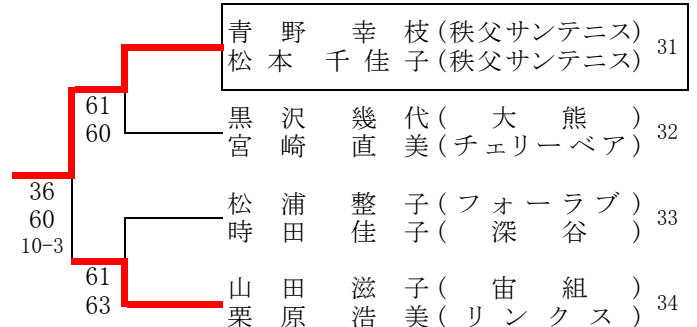 青野 幸枝(秩父サンテニス) 31
松本 千佳子(秩父サンテニス)
61
60
黒沢 幾代(大熊) 32
宮崎 直美(チェリーベア)
36
60
10-3
松浦 整子(フォーラブ) 33
時田 佳子(深谷)
61
63
山田 滋子(宙組) 34
栗原 浩美(リンクス)